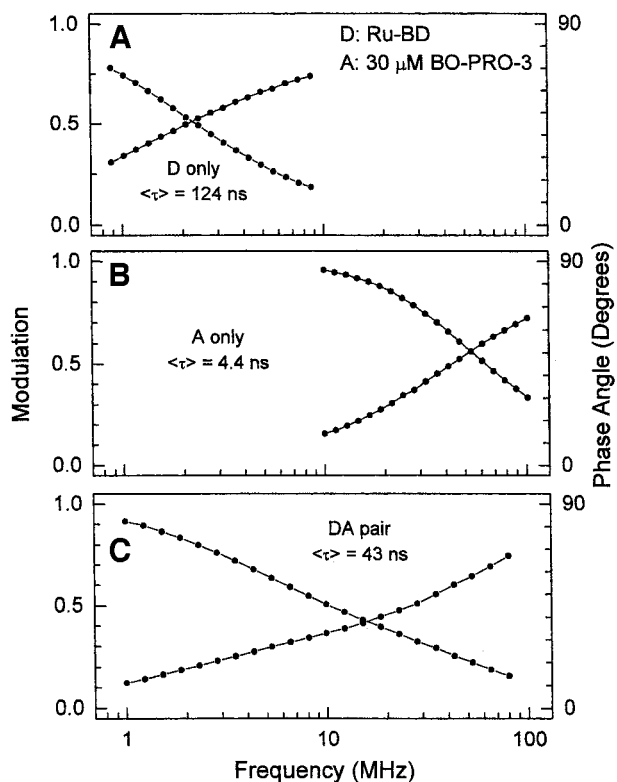 A
D: Ru-BD
A: 30 μM BO-PRO-3
D only
<τ> = 124 ns
1.0
0.5
0.0
90
0
B
A only
<τ> = 4.4 ns
1.0
0.5
0.0
90
0
C
DA pair
<τ> = 43 ns
1.0
0.5
0.0
90
0
1
10
100
Modulation
Phase Angle (Degrees)
Frequency (MHz)